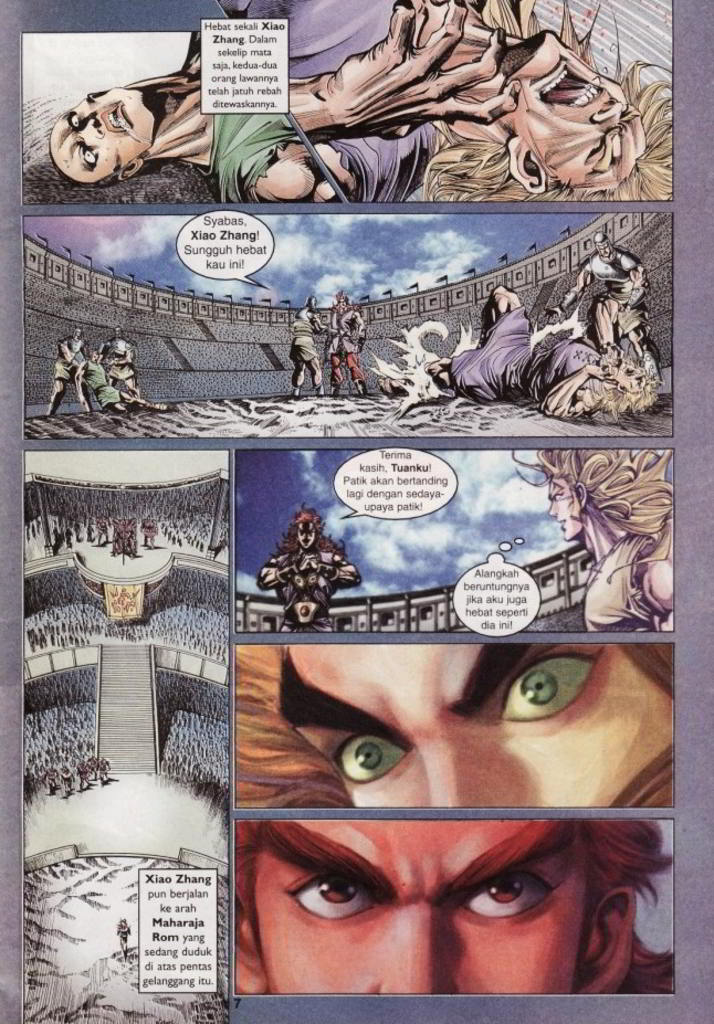 Hebat sekali Xiao
Zhang. Dalam
sekelip mata
saja, kedua-dua
orang lawannya
telah jatuh rebah
ditewaskannya.
Syabas,
Xiao Zhang!
Sungguh hebat
kau ini!
Terima
kasih, Tuanku!
Patik akan bertanding
lagi dengan sedaya-
upaya patik!
Alangkah
beruntungnya
jika aku juga
hebat seperti
dia ini!
Xiao Zhang
pun berjalan
ke arah
Maharaja
Rom yang
sedang duduk
di atas pentas
gelanggang itu.
7